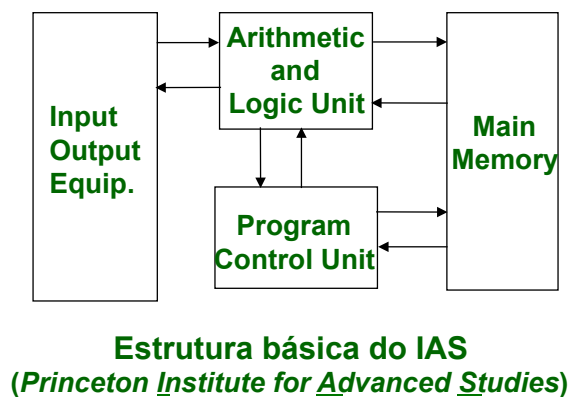 Input
Output
Equip.
Arithmetic
and
Logic Unit
Program
Control Unit
Main
Memory
Estrutura básica do IAS
(Princeton Institute for Advanced Studies)